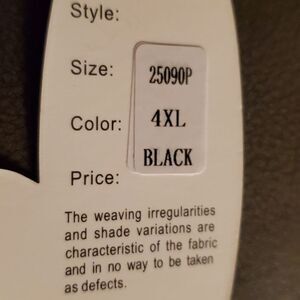 Style:
Size: 25090P
Color: 4XL
BLACK
Price:
The weaving irregularities
and shade variations are
characteristic of the fabric
and in no way to be taken
as defects.